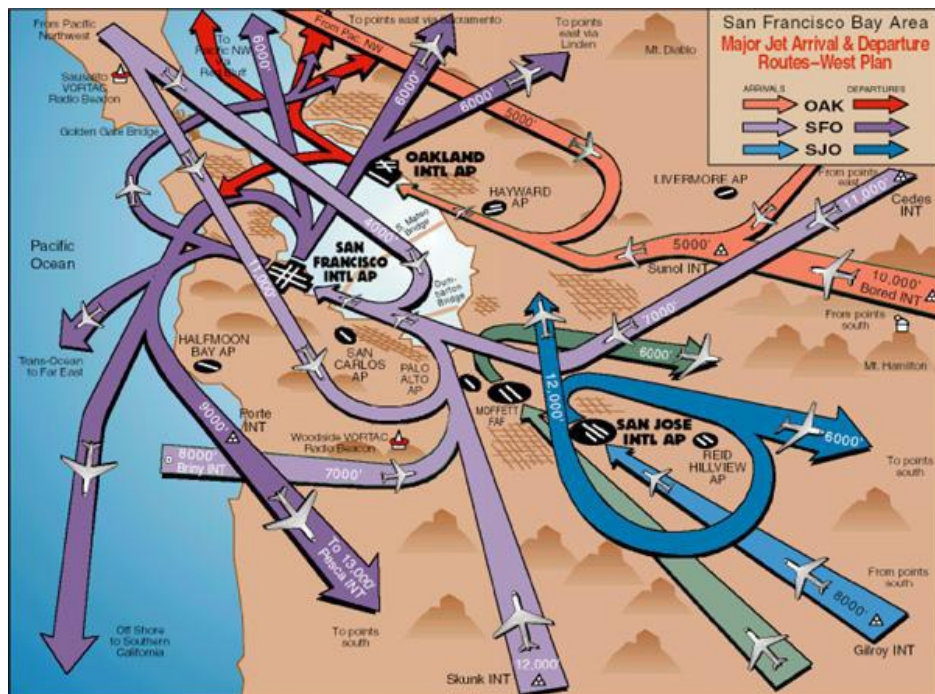 San Francisco Bay Area
Major Jet Arrival & Departure
Routes–West Plan
ARRIVALS
DEPARTURES
OAK
SFO
SJO
From Pacific
Northwest
To
Pacific NW
via
Red Bluff
6000'
From Pac. NW
To points east via Sacramento
To points
east via
Linden
Mt. Diablo
Sausalito
VORTAC
Radio Beacon
Golden Gate Bridge
6000'
6000'
5000'
OAKLAND
INTL AP
HAYWARD
AP
LIVERMORE AP
From points
east
11,000'
Cedes
INT
4000'
S. Mateo
Bridge
Pacific
Ocean
SAN
FRANCISCO
INTL AP
11,000'
Dum-
barton
Bridge
5000'
Sunol INT
10,000'
Bored INT
7000'
From points
south
Trans-Ocean
to Far East
HALFMOON
BAY AP
SAN
CARLOS
AP
PALO
ALTO
AP
6000'
Mt. Hamilton
MOFFETT
FAF
12,000'
9000'
Porte
INT
Woodside VORTAC
Radio Beacon
SAN JOSE
INTL AP
REID
HILLVIEW
AP
6000'
To points
south
8000'
Briny INT
7000'
To 13,000'
Pesca INT
From points
south
8000'
Off Shore
to Southern
California
To points
south
12,000'
Skunk INT
Gilroy INT